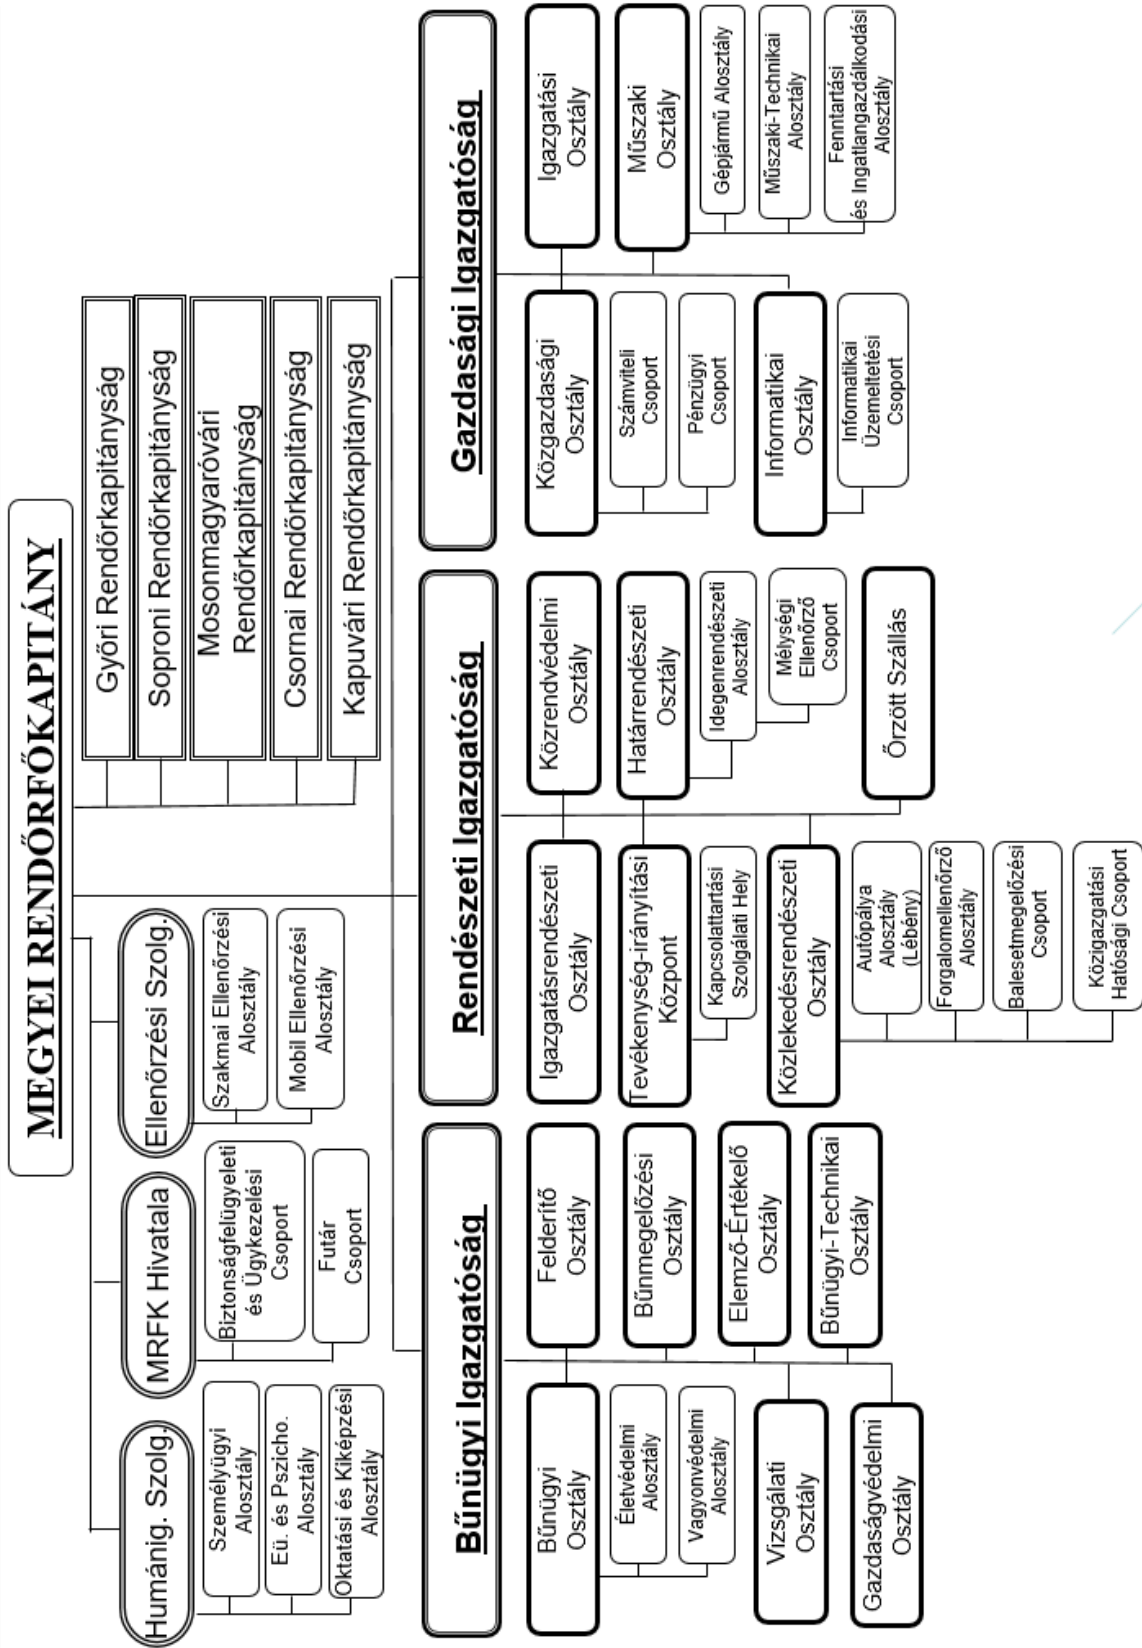 MEGYEI RENDŐRFŐKAPITÁNY
Humánig. Szolg.
Személyügyi
Alosztály
Eü. és Pszicho.
Alosztály
Oktatási és Kiképzési
Alosztály
MRFK Hivatala
Biztonságfelügyeleti
és Ügykezelési
Csoport
Futár
Csoport
Ellenőrzési Szolg.
Szakmai Ellenőrzési
Alosztály
Mobil Ellenőrzési
Alosztály
Győri Rendőrkapitányság
Soproni Rendőrkapitányság
Mosonmagyaróvári
Rendőrkapitányság
Csornai Rendőrkapitányság
Kapuvári Rendőrkapitányság
Bűnügyi Igazgatóság
Bűnügyi
Osztály
Életvédelmi
Alosztály
Vagyonvédelmi
Alosztály
Vizsgálati
Osztály
Gazdaságvédelmi
Osztály
Felderítő
Osztály
Bűnmegelőzési
Osztály
Elemző-Értékelő
Osztály
Bűnügyi-Technikai
Osztály
Rendészeti Igazgatóság
Igazgatásrendészeti
Osztály
Tevékenység-irányítási
Központ
Kapcsolattartási
Szolgálati Hely
Közlekedésrendészeti
Osztály
Autópálya
Alosztály
(Lébény)
Forgalomellenőrző
Alosztály
Balesetmegelőzési
Csoport
Közigazgatási
Hatósági Csoport
Közrendvédelmi
Osztály
Határrendészeti
Osztály
Idegenrendészeti
Alosztály
Mélységi
Ellenőrző
Csoport
Őrzött Szállás
Gazdasági Igazgatóság
Közgazdasági
Osztály
Számviteli
Csoport
Pénzügyi
Csoport
Informatikai
Osztály
Informatikai
Üzemeltetési
Csoport
Igazgatási
Osztály
Műszaki
Osztály
Gépjármű Alosztály
Műszaki-Technikai
Alosztály
Fenntartási
és Ingatlangazdálkodási
Alosztály